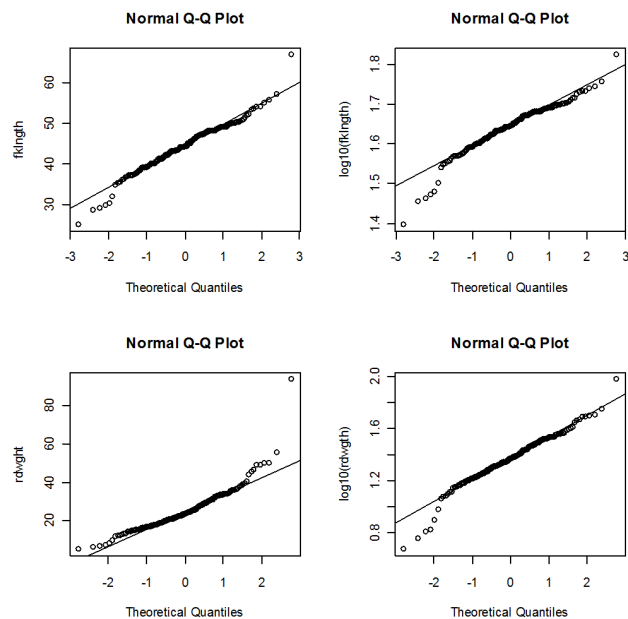 Normal Q-Q Plot
fklngth
30 40 50 60
-3 -2 -1 0 1 2 3
Theoretical Quantiles
Normal Q-Q Plot
log10(fklngth)
1.4 1.5 1.6 1.7 1.8
-3 -2 -1 0 1 2 3
Theoretical Quantiles
Normal Q-Q Plot
rdwght
20 40 60 80
-2 -1 0 1 2
Theoretical Quantiles
Normal Q-Q Plot
log10(rdwgth)
0.8 1.2 1.6 2.0
-2 -1 0 1 2
Theoretical Quantiles